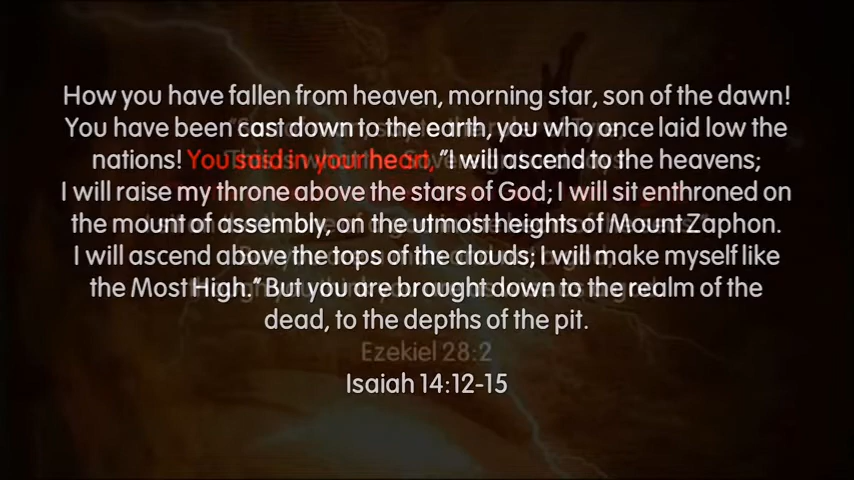 How you have fallen from heaven, morning star, son of the dawn!
You have been cast down to the earth, you who once laid low the
nations! You said in your heart, "I will ascend to the heavens;
I will raise my throne above the stars of God; I will sit enthroned on
the mount of assembly, on the utmost heights of Mount Zaphon.
I will ascend above the tops of the clouds; I will make myself like
the Most High." But you are brought down to the realm of the
dead, to the depths of the pit.
Ezekiel 28:2
Isaiah 14:12-15